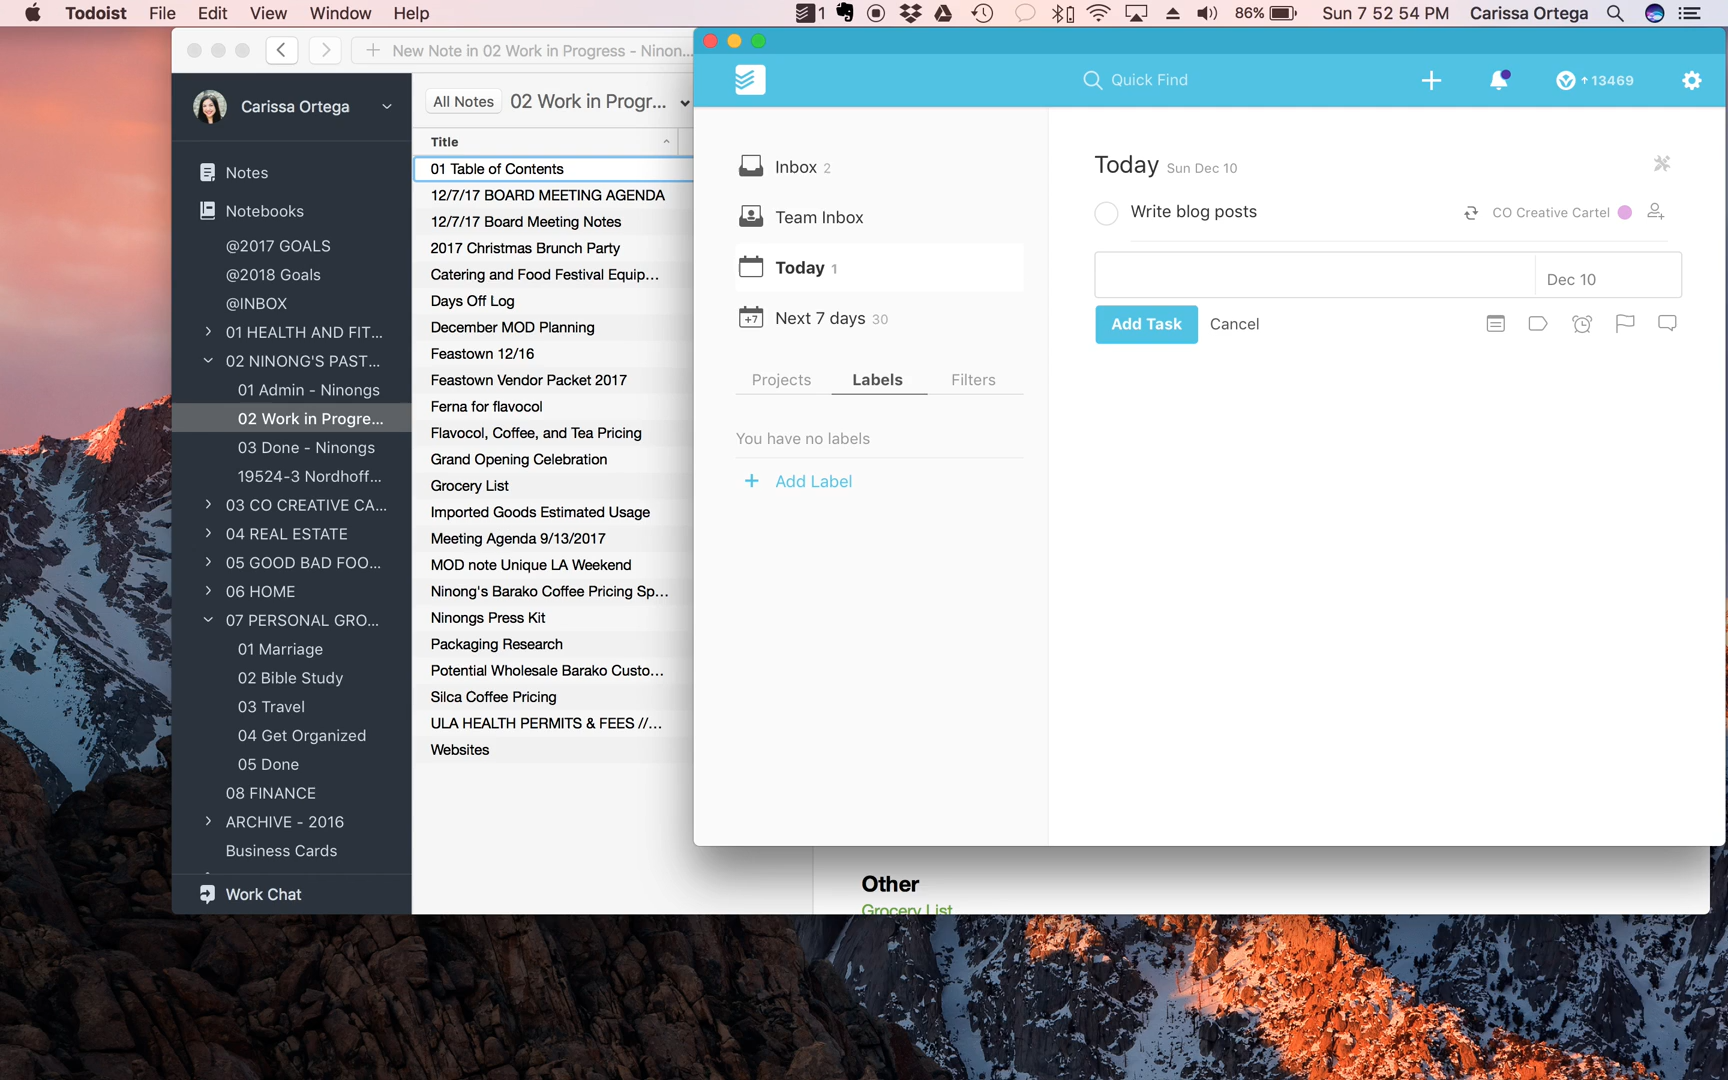 Todoist File Edit View Window Help 1 86% Sun 7 52 54 PM Carissa Ortega
New Note in 02 Work in Progress - Ninon...
Carissa Ortega
Notes
Notebooks
@2017 GOALS
@2018 Goals
@INBOX
01 HEALTH AND FIT...
02 NINONG'S PAST...
01 Admin - Ninongs
02 Work in Progre...
03 Done - Ninongs
19524-3 Nordhoff...
03 CO CREATIVE CA...
04 REAL ESTATE
05 GOOD BAD FOO...
06 HOME
07 PERSONAL GRO...
01 Marriage
02 Bible Study
03 Travel
04 Get Organized
05 Done
08 FINANCE
ARCHIVE - 2016
Business Cards
Work Chat
All Notes 02 Work in Progr...
Title
01 Table of Contents
12/7/17 BOARD MEETING AGENDA
12/7/17 Board Meeting Notes
2017 Christmas Brunch Party
Catering and Food Festival Equip...
Days Off Log
December MOD Planning
Feastown 12/16
Feastown Vendor Packet 2017
Ferna for flavocol
Flavocol, Coffee, and Tea Pricing
Grand Opening Celebration
Grocery List
Imported Goods Estimated Usage
Meeting Agenda 9/13/2017
MOD note Unique LA Weekend
Ninong's Barako Coffee Pricing Sp...
Ninongs Press Kit
Packaging Research
Potential Wholesale Barako Custo...
Silca Coffee Pricing
ULA HEALTH PERMITS & FEES //...
Websites
Quick Find
13469
Inbox 2
Team Inbox
Today 1
+7 Next 7 days 30
Projects Labels Filters
You have no labels
+ Add Label
Today Sun Dec 10
Write blog posts CO Creative Cartel
Dec 10
Add Task Cancel
Other
Grocery List